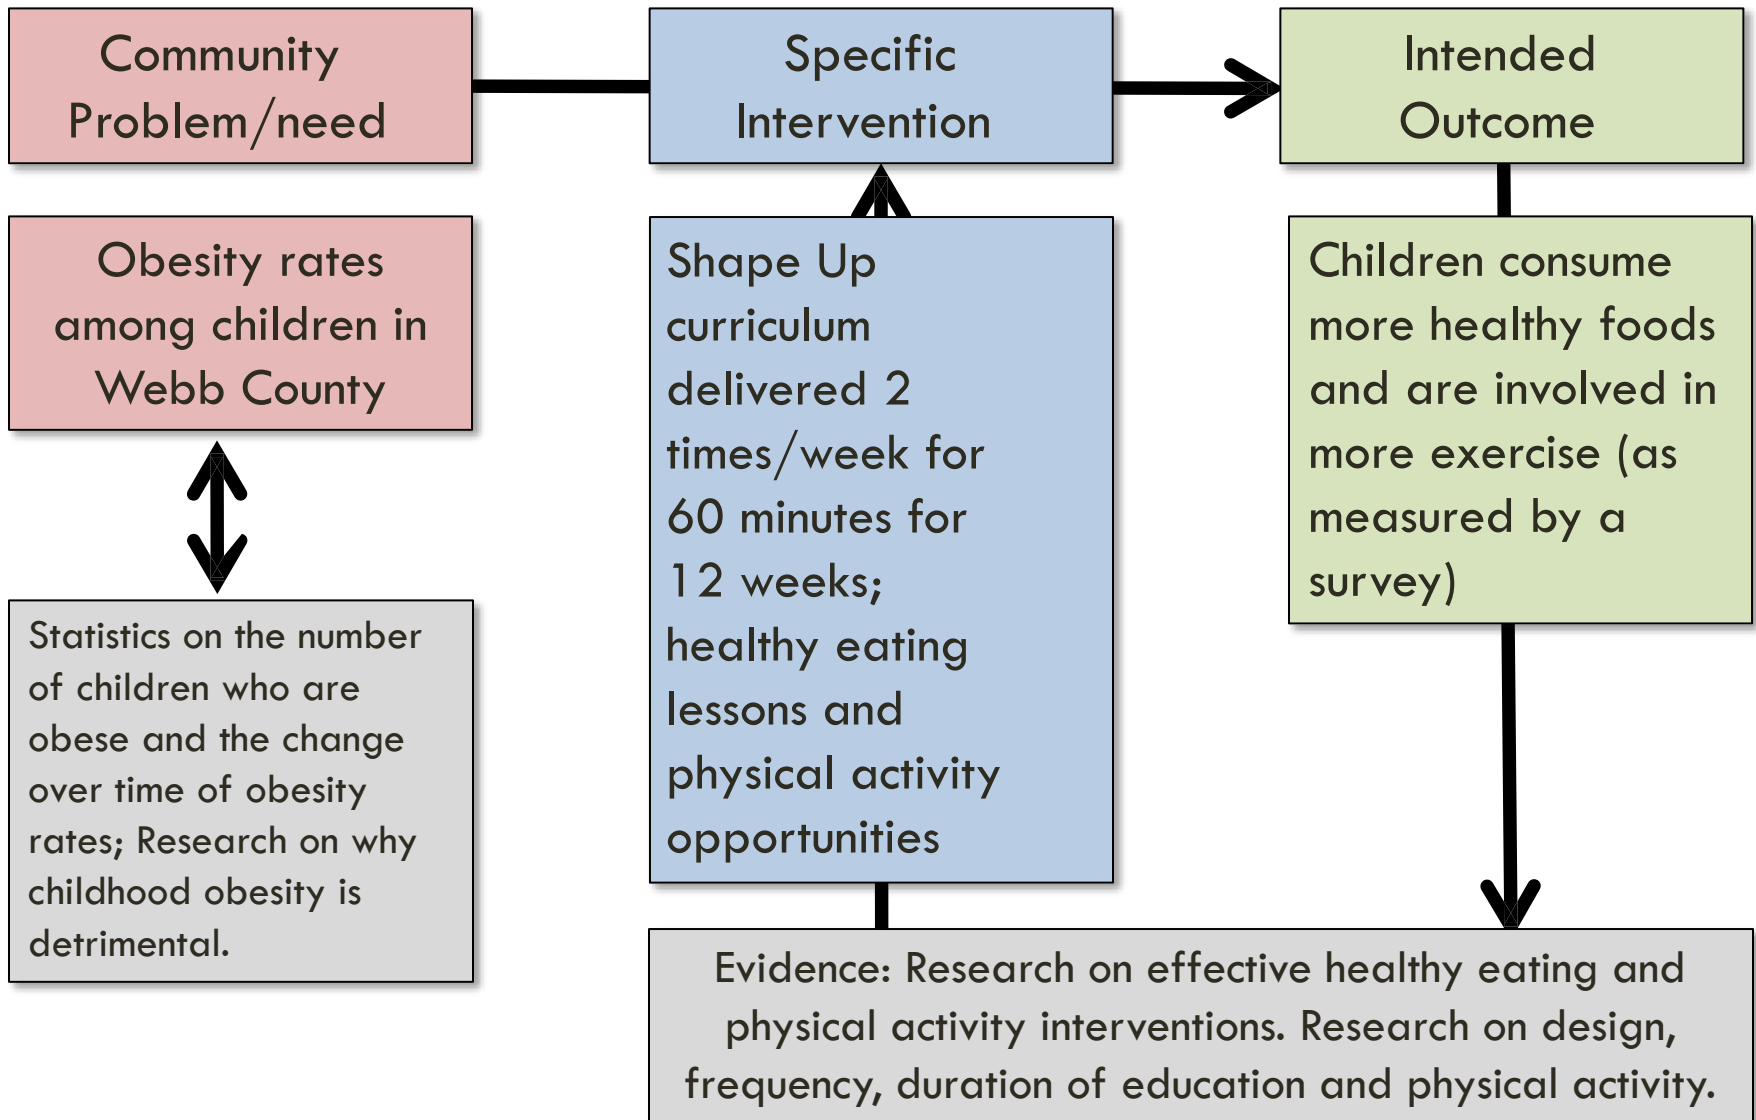 Community
Problem/need
Specific
Intervention
Intended
Outcome
Obesity rates
among children in
Webb County
Shape Up
curriculum
delivered 2
times/week for
60 minutes for
12 weeks;
healthy eating
lessons and
physical activity
opportunities
Children consume
more healthy foods
and are involved in
more exercise (as
measured by a
survey)
Statistics on the number
of children who are
obese and the change
over time of obesity
rates; Research on why
childhood obesity is
detrimental.
Evidence: Research on effective healthy eating and
physical activity interventions. Research on design,
frequency, duration of education and physical activity.